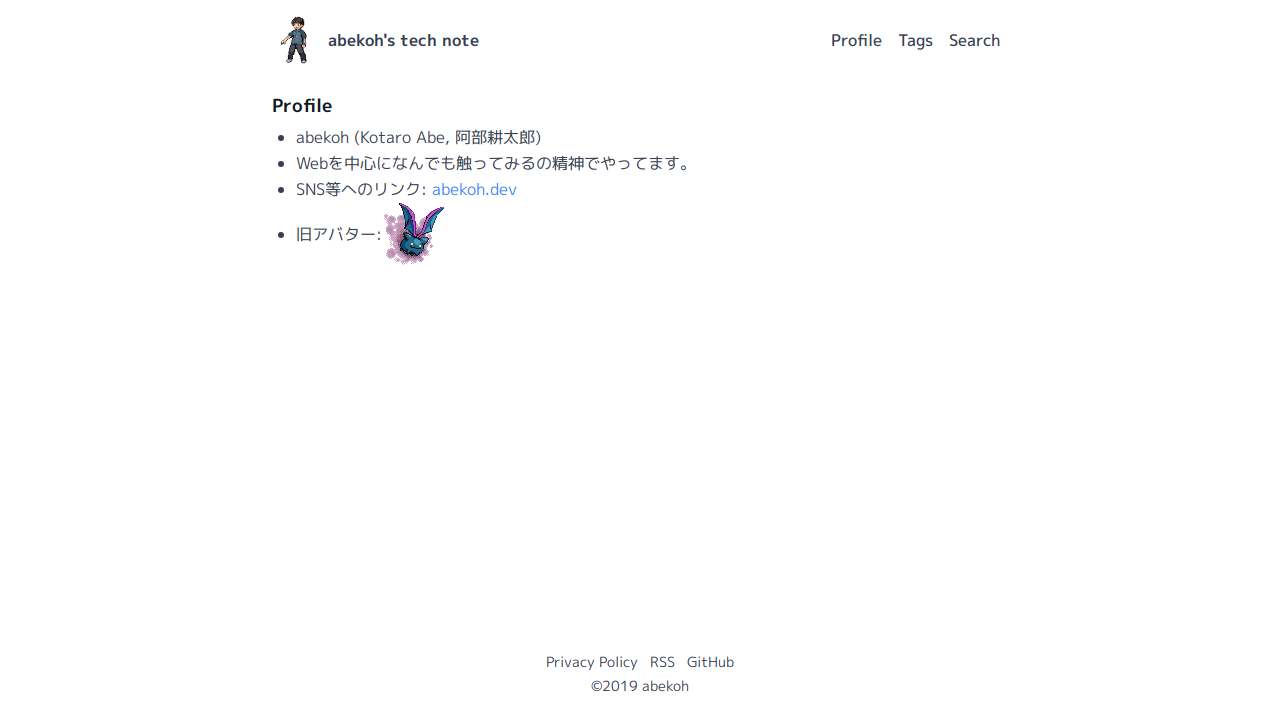 abekoh's tech note
Profile Tags Search
Profile
abekoh (Kotaro Abe, 阿部耕太郎)
Webを中心になんでも触ってみるの精神でやってます。
SNS等へのリンク: abekoh.dev
旧アバター:
Privacy Policy RSS GitHub
©2019 abekoh